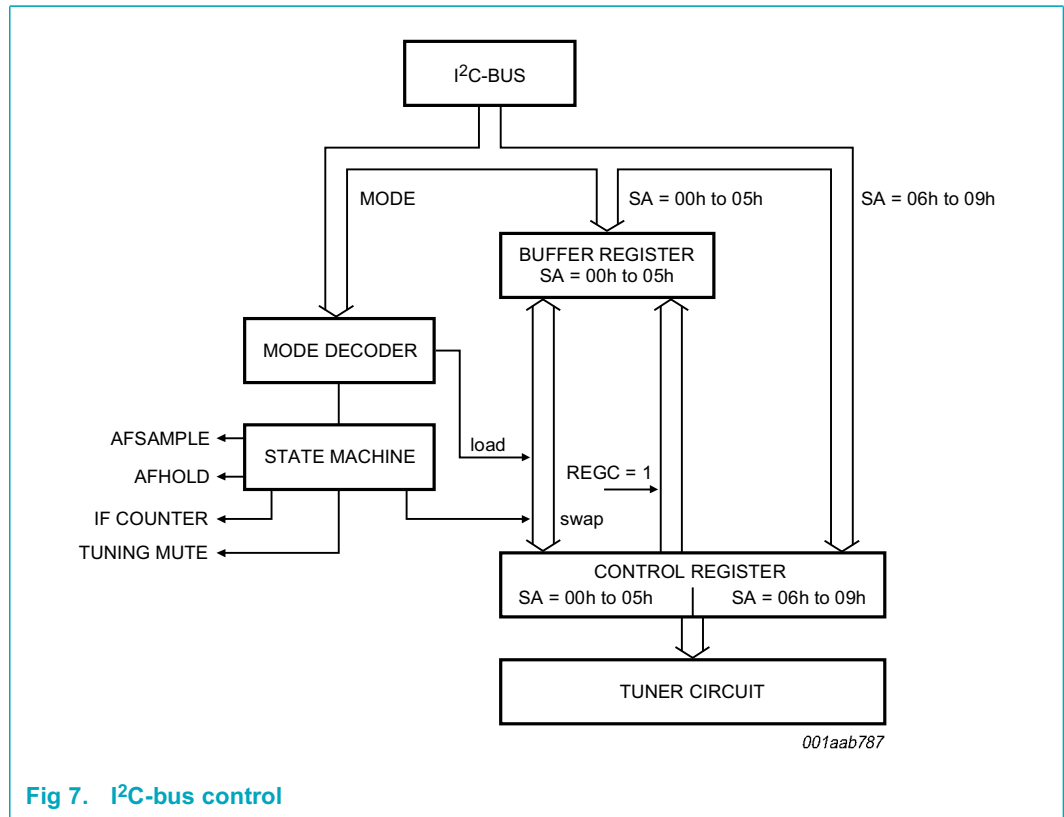 I²C-BUS
MODE
SA = 00h to 05h
SA = 06h to 09h
BUFFER REGISTER
SA = 00h to 05h
MODE DECODER
AFSAMPLE
STATE MACHINE
load
AFHOLD
REGC = 1
IF COUNTER
swap
TUNING MUTE
CONTROL REGISTER
SA = 00h to 05h
SA = 06h to 09h
TUNER CIRCUIT
001aab787
Fig 7. I²C-bus control